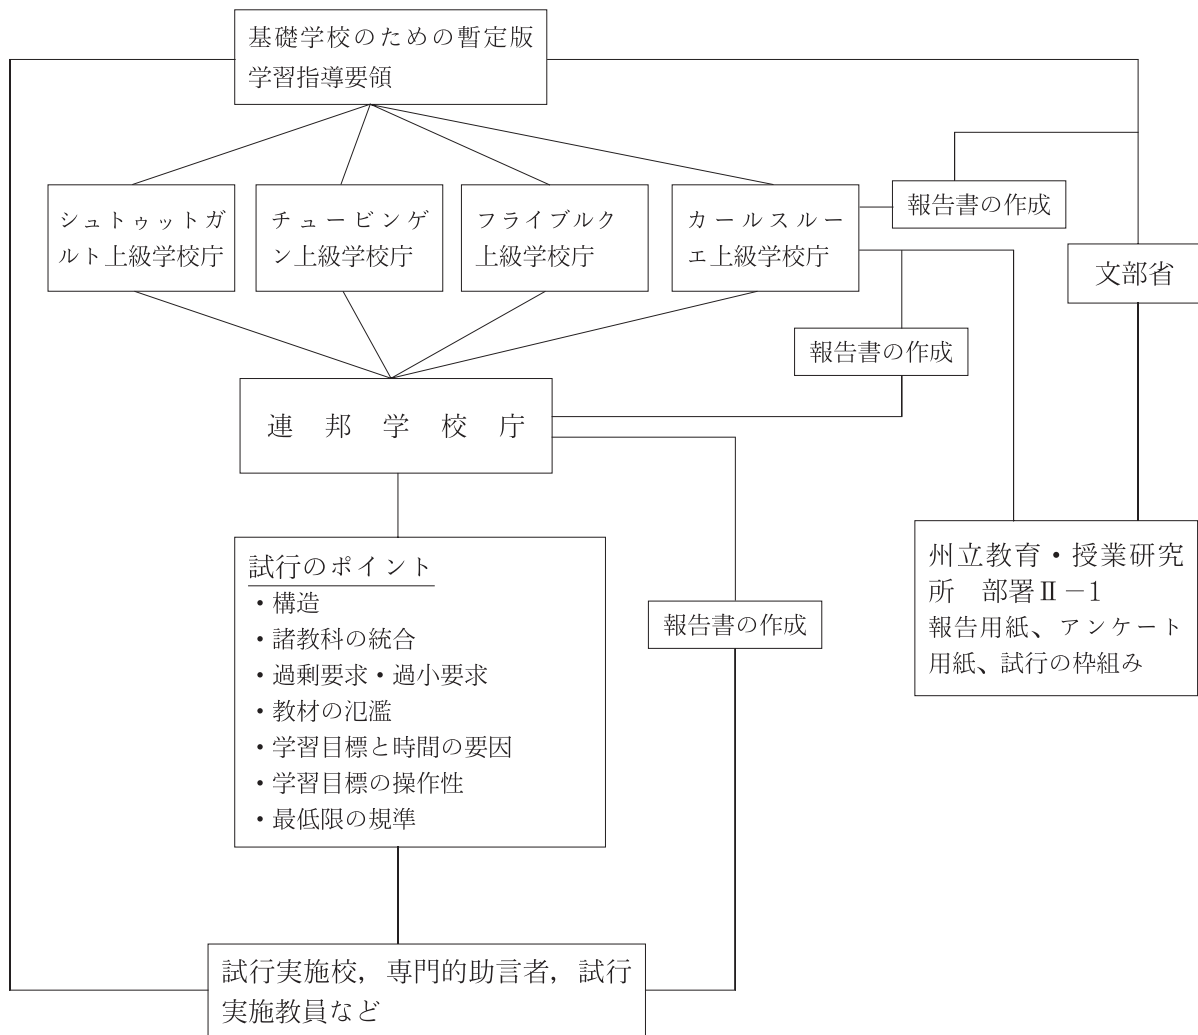 基礎学校のための暫定版
学習指導要領
シュトゥットガ
ルト上級学校庁
チュービンゲ
ン上級学校庁
フライブルク
上級学校庁
カールスルー
エ上級学校庁
報告書の作成
文部省
報告書の作成
連邦学校庁
試行のポイント
・構造
・諸教科の統合
・過剰要求・過小要求
・教材の氾濫
・学習目標と時間の要因
・学習目標の操作性
・最低限の規準
報告書の作成
州立教育・授業研究
所　部署Ⅱ－1
報告用紙、アンケート
用紙、試行の枠組み
試行実施校，専門的助言者，試行
実施教員など